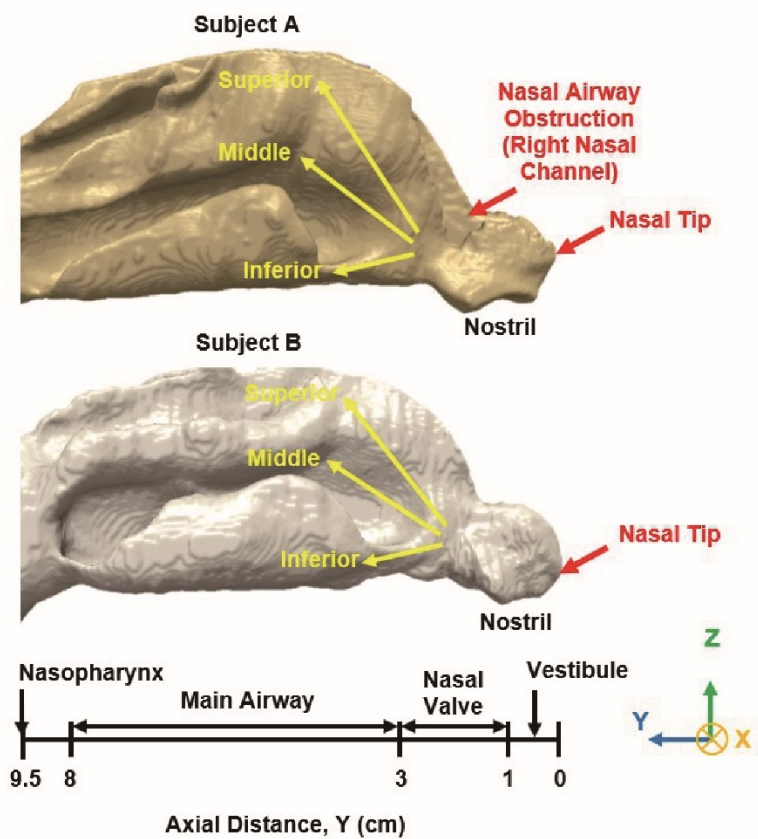 Subject A
Superior
Nasal Airway
Obstruction
(Right Nasal
Channel)
Middle
Nasal Tip
Inferior
Nostril
Subject B
Superior
Middle
Nasal Tip
Inferior
Nostril
Z
Nasopharynx
Main Airway
Nasal
Valve
Vestibule
Y
X
9.5 8 3 1 0
Axial Distance, Y (cm)